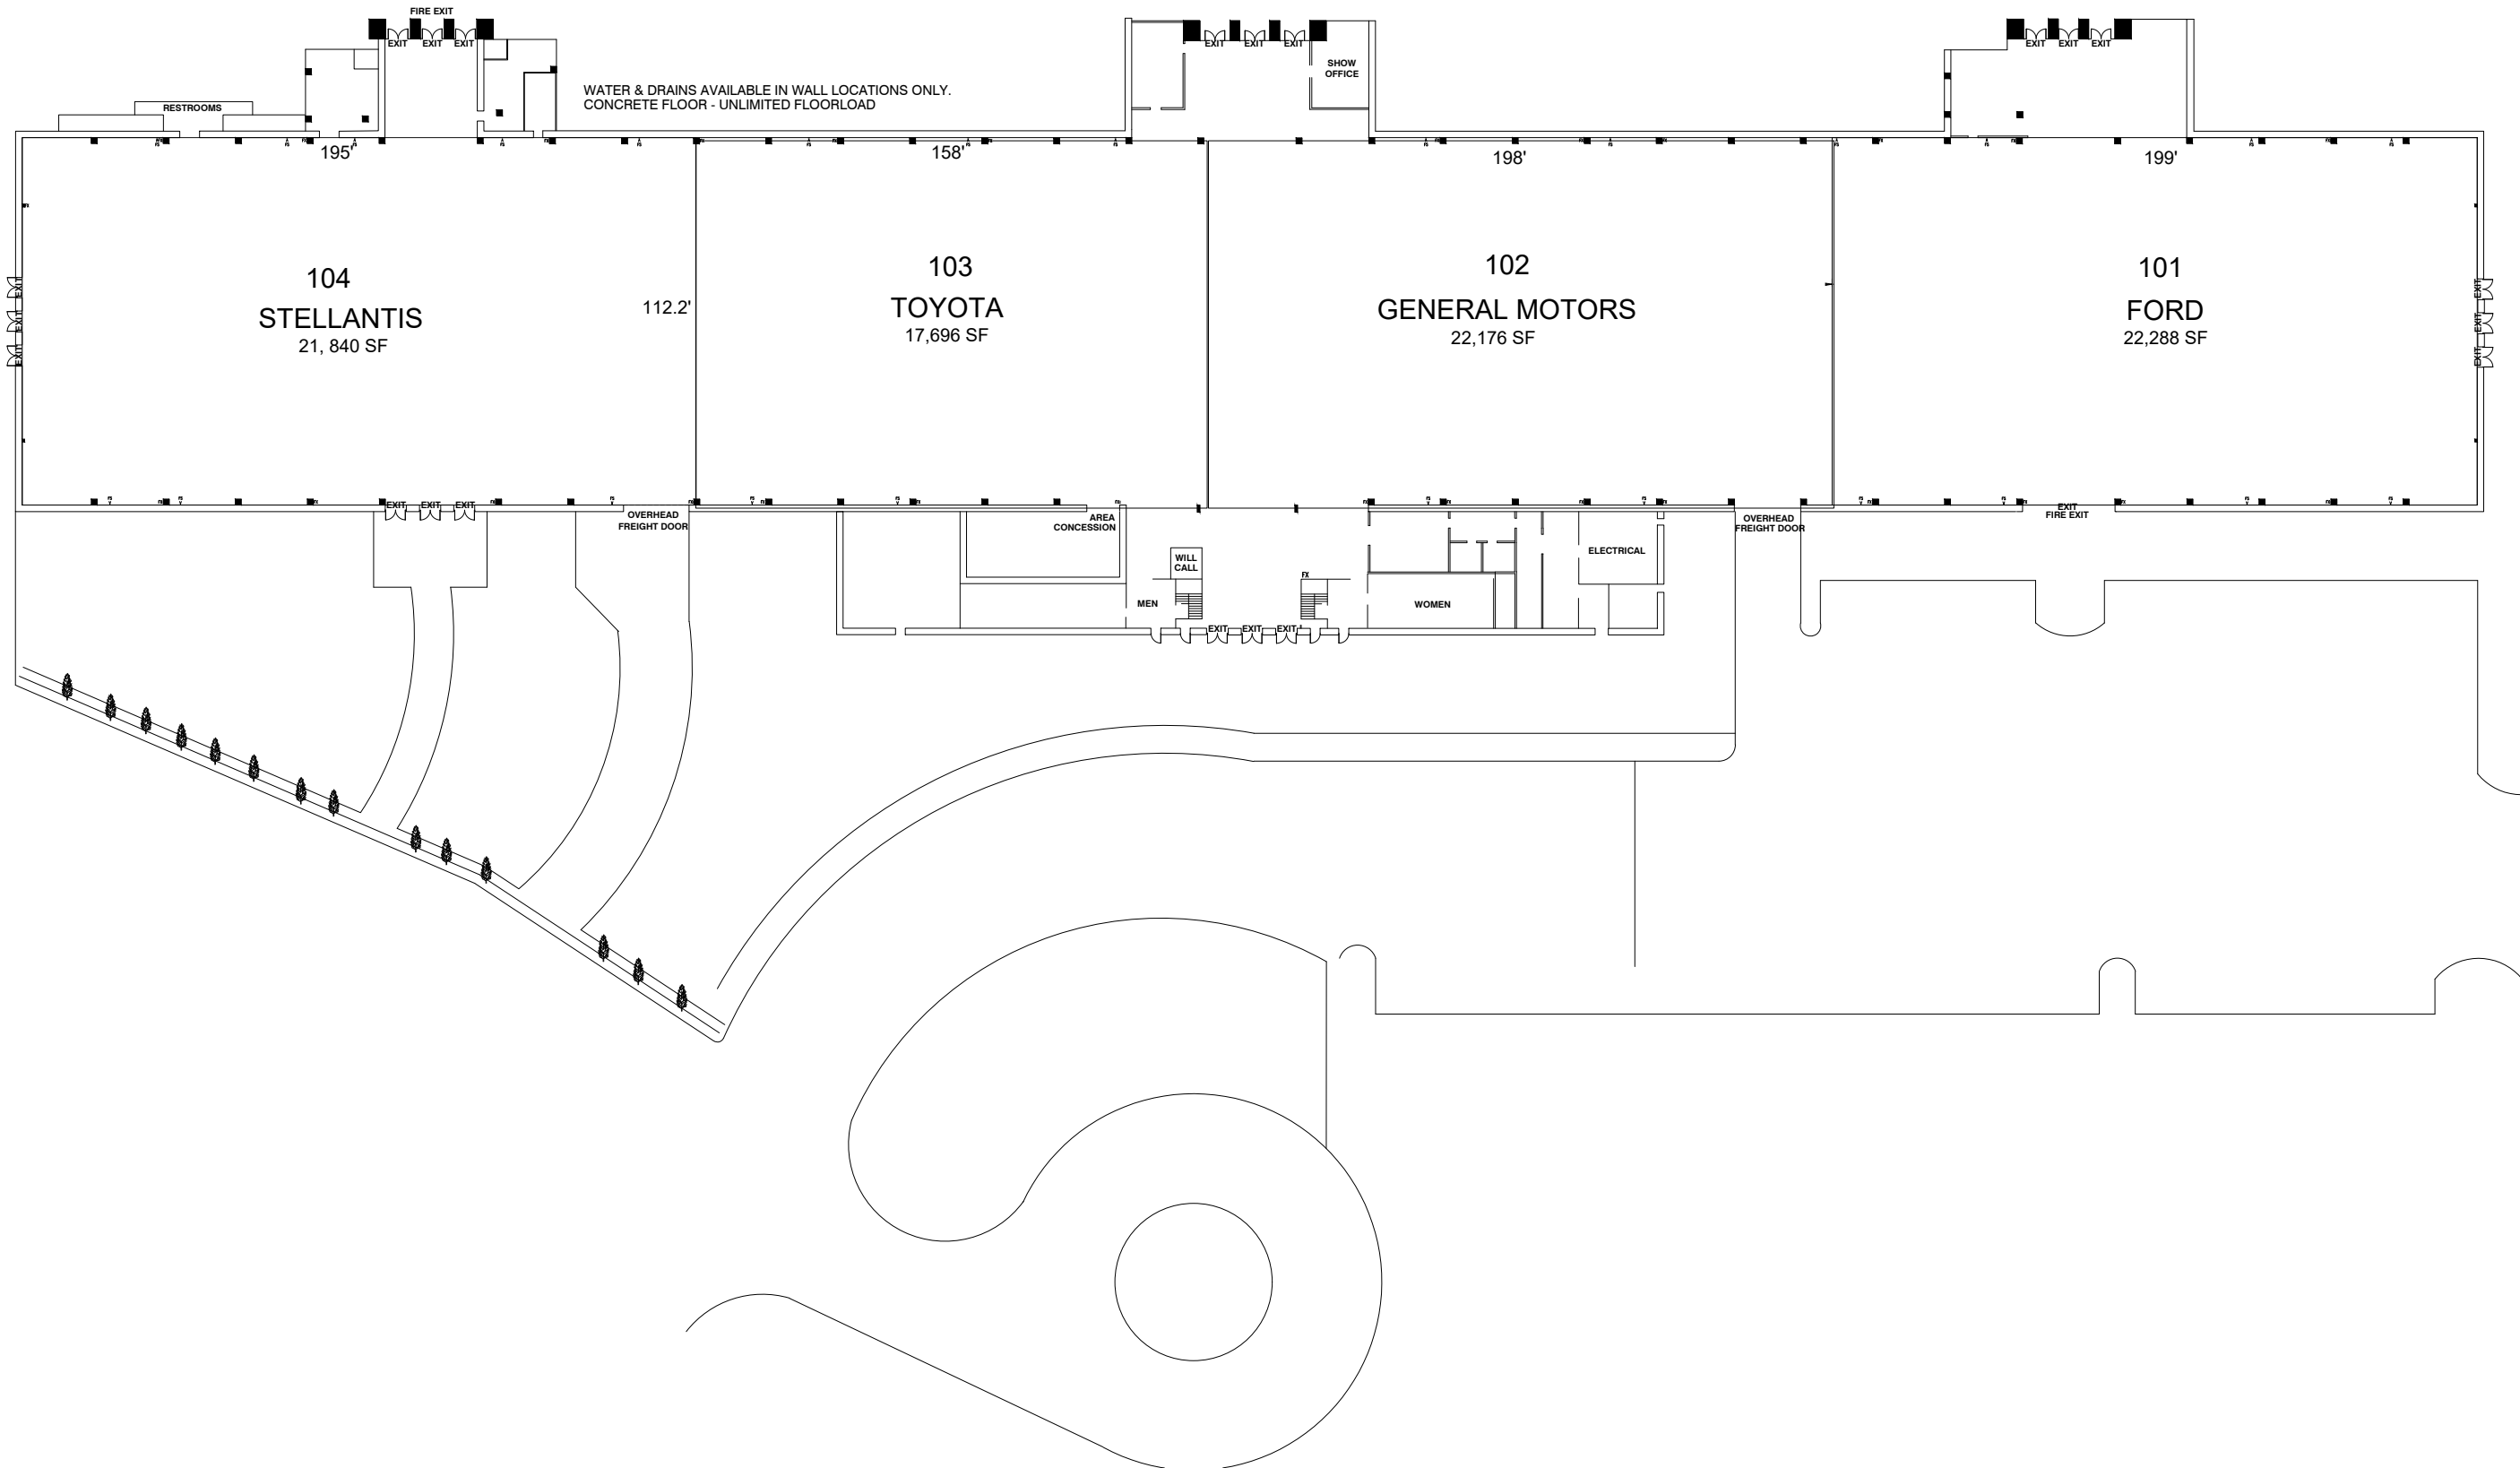 FIRE EXIT
EXIT EXIT EXIT
EXIT EXIT EXIT
EXIT EXIT EXIT
SHOW
OFFICE
WATER & DRAINS AVAILABLE IN WALL LOCATIONS ONLY.
CONCRETE FLOOR - UNLIMITED FLOORLOAD
RESTROOMS
195'
158'
198'
199'
104
STELLANTIS
21, 840 SF
112.2'
103
TOYOTA
17,696 SF
102
GENERAL MOTORS
22,176 SF
101
FORD
22,288 SF
EXIT
EXIT
EXIT
EXIT
EXIT
EXIT
EXIT EXIT EXIT
OVERHEAD
FREIGHT DOOR
AREA
CONCESSION
OVERHEAD
FREIGHT DOOR
EXIT
FIRE EXIT
WILL
CALL
ELECTRICAL
FX
MEN
WOMEN
EXIT EXIT EXIT